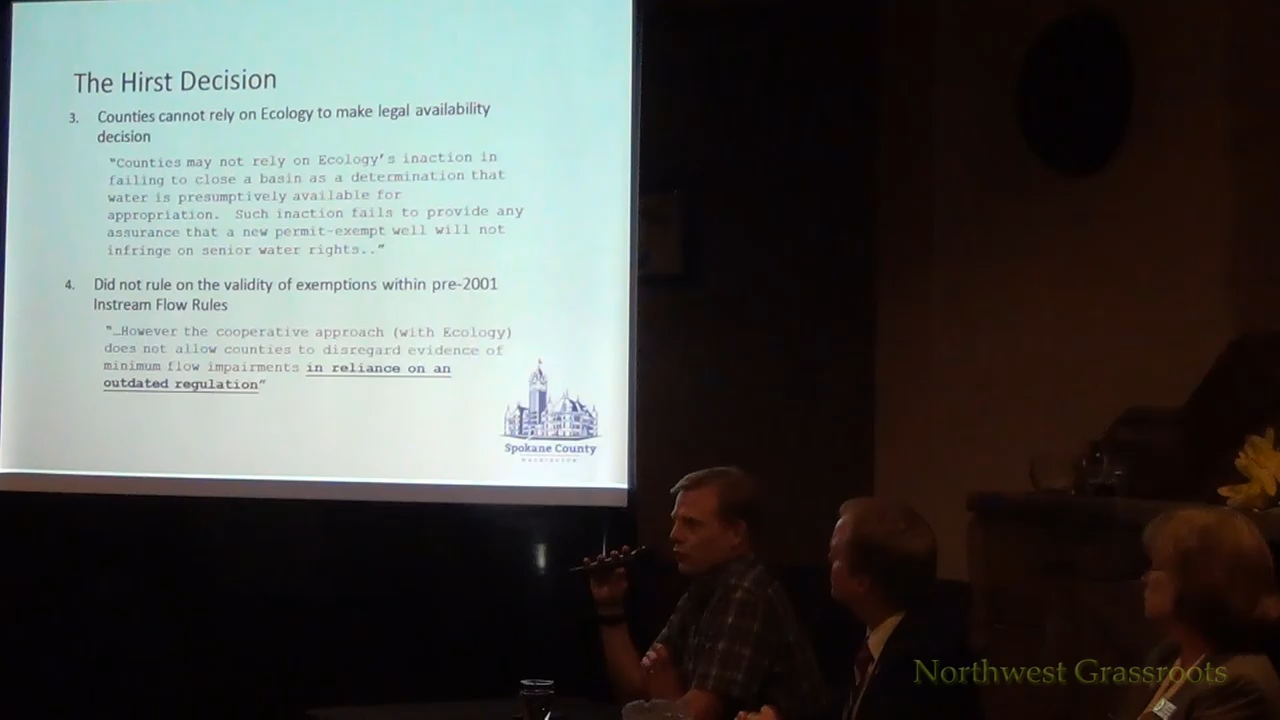 The Hirst Decision
3. Counties cannot rely on Ecology to make legal availability
decision
"Counties may not rely on Ecology's inaction in
failing to close a basin as a determination that
water is presumptively available for
appropriation. Such inaction fails to provide any
assurance that a new permit-exempt well will not
infringe on senior water rights.."
4. Did not rule on the validity of exemptions within pre-2001
Instream Flow Rules
"…However the cooperative approach (with Ecology)
does not allow counties to disregard evidence of
minimum flow impairments in reliance on an
outdated regulation"
Spokane County
WASHINGTON
Northwest Grassroots